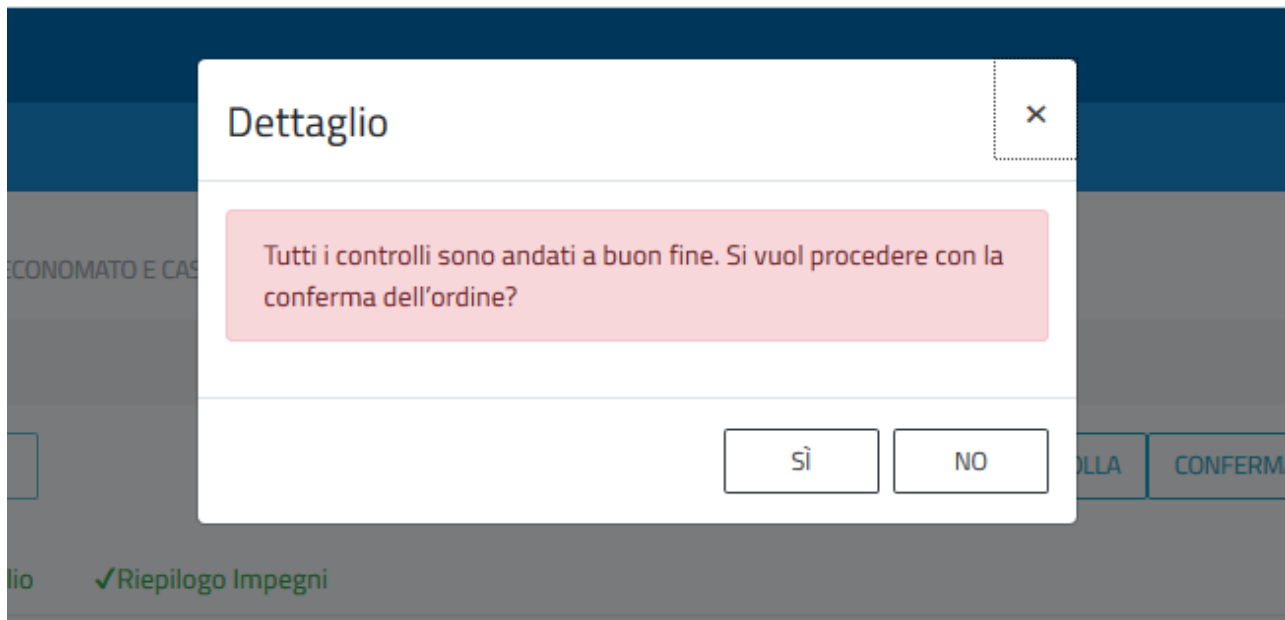 Dettaglio
×
Tutti i controlli sono andati a buon fine. Si vuol procedere con la
conferma dell'ordine?
ECONOMATO E CAS
SÌ
NO
OLLA
CONFERMA
lio
✓Riepilogo Impegni